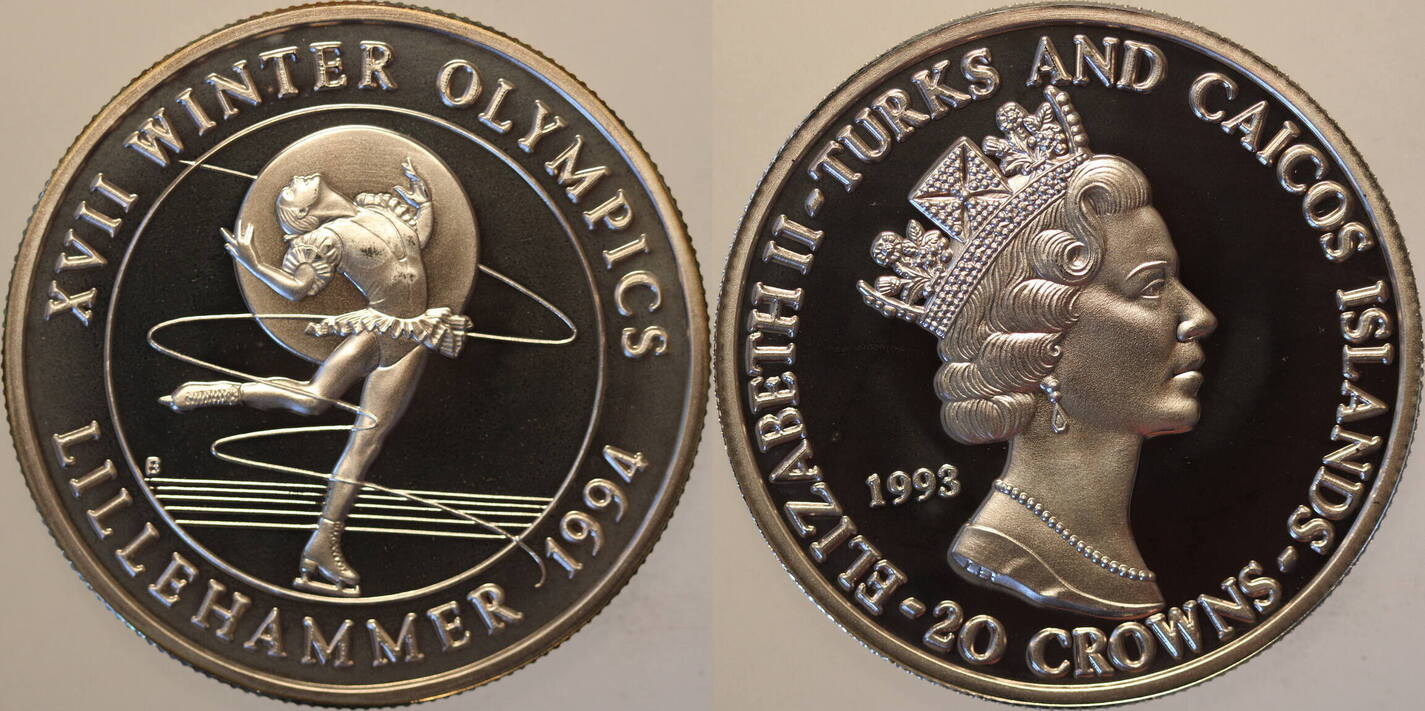 XVII WINTER OLYMPICS
LILLEHAMMER 1994
B
ELIZABETH II - TURKS AND CAICOS ISLANDS - 20 CROWNS -
1993